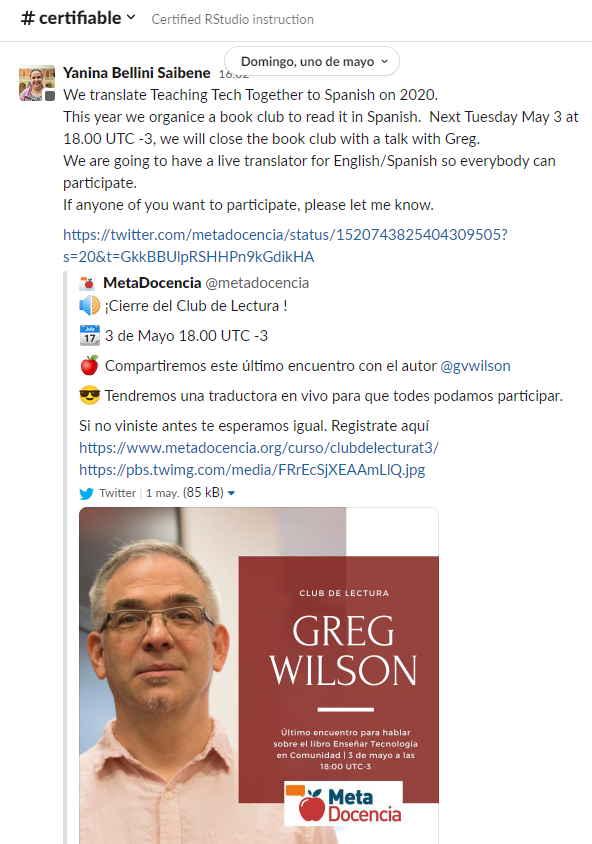 # certifiable
Certified RStudio instruction
Domingo, uno de mayo
Yanina Bellini Saibene
We translate Teaching Tech Together to Spanish on 2020.
This year we organice a book club to read it in Spanish. Next Tuesday May 3 at
18.00 UTC -3, we will close the book club with a talk with Greg.
We are going to have a live translator for English/Spanish so everybody can
participate.
If anyone of you want to participate, please let me know.
https://twitter.com/metadocencia/status/1520743825404309505?
s=20&t=GkkBBUlpRSHHPn9kGdikHA
MetaDocencia @metadocencia
¡Cierre del Club de Lectura !
July
17
3 de Mayo 18.00 UTC -3
Compartiremos este último encuentro con el autor @gvwilson
Tendremos una traductora en vivo para que todes podamos participar.
Si no viniste antes te esperamos igual. Registrate aquí
https://www.metadocencia.org/curso/clubdelecturat3/
https://pbs.twimg.com/media/FRrEcSjXEAAmLlQ.jpg
Twitter | 1 may. (85 kB)
CLUB DE LECTURA
GREG
WILSON
Último encuentro para hablar
sobre el libro Enseñar Tecnología
en Comunidad | 3 de mayo a las
18:00 UTC-3
Meta
Docencia